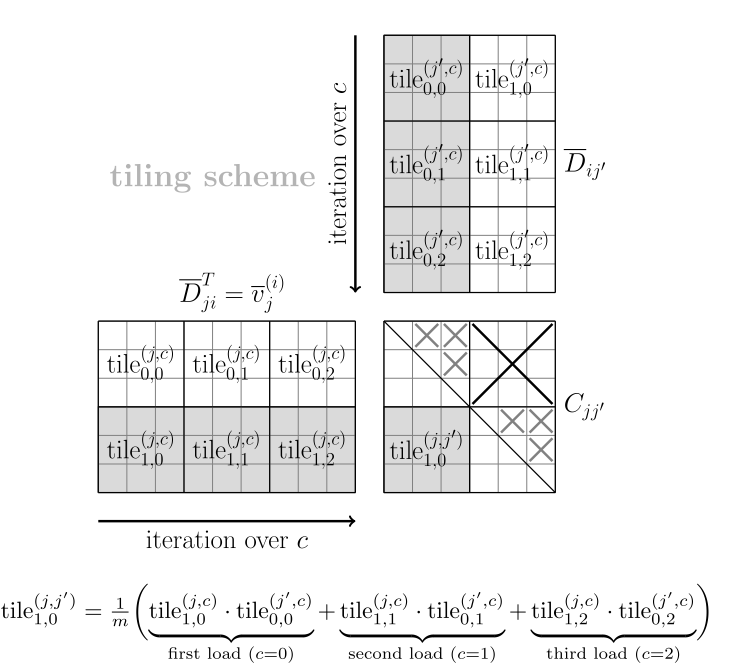 tile_{0,0}^{(j',c)} tile_{1,0}^{(j',c)}
iteration over c
tiling scheme
tile_{0,1}^{(j',c)} tile_{1,1}^{(j',c)} \overline{D}_{ij'}
tile_{0,2}^{(j',c)} tile_{1,2}^{(j',c)}
\overline{D}_{ji}^{T} = \overline{v}_{j}^{(i)}
tile_{0,0}^{(j,c)} tile_{0,1}^{(j,c)} tile_{0,2}^{(j,c)}
C_{jj'}
tile_{1,0}^{(j,c)} tile_{1,1}^{(j,c)} tile_{1,2}^{(j,c)} tile_{1,0}^{(j,j')}
iteration over c
tile_{1,0}^{(j,j')} = \frac{1}{m} ( tile_{1,0}^{(j,c)} · tile_{0,0}^{(j',c)} + tile_{1,1}^{(j,c)} · tile_{0,1}^{(j',c)} + tile_{1,2}^{(j,c)} · tile_{0,2}^{(j',c)} )
first load (c=0) second load (c=1) third load (c=2)